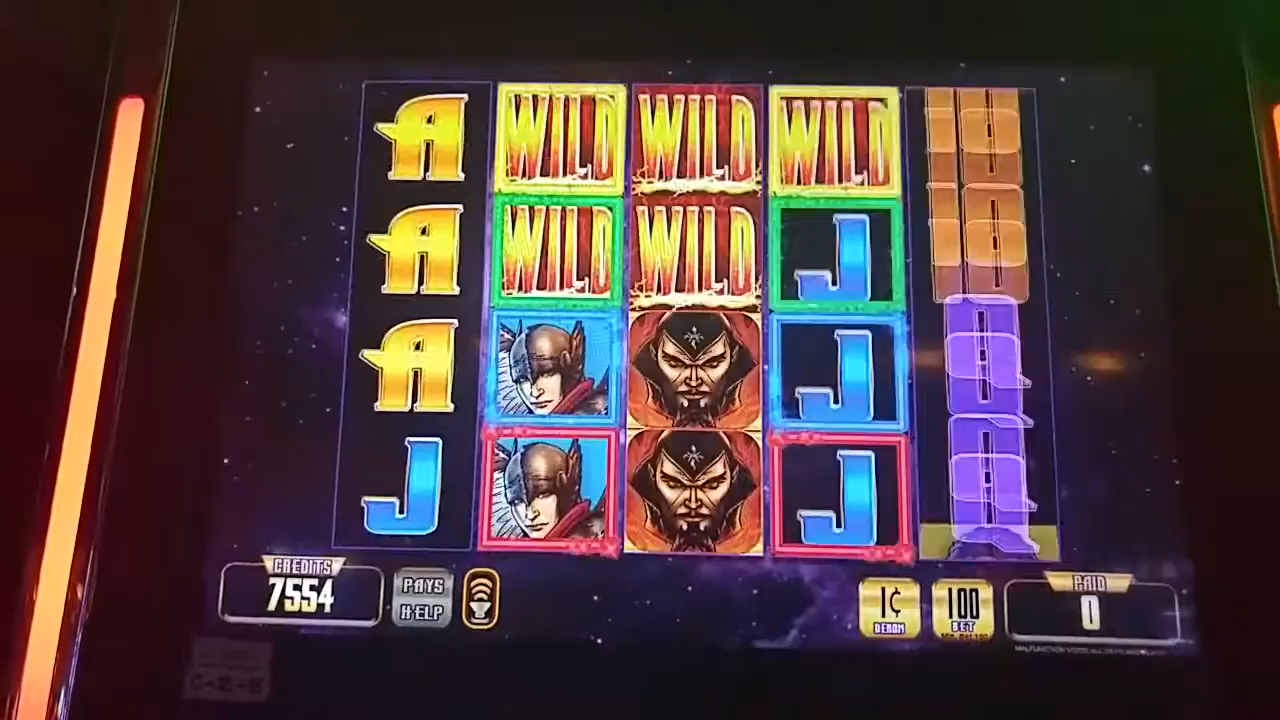 A WILD WILD WILD
A WILD WILD J
A J
J J
CREDITS
7554
PAYS
HELP
1¢
DENOM
100
BET
PAID
0